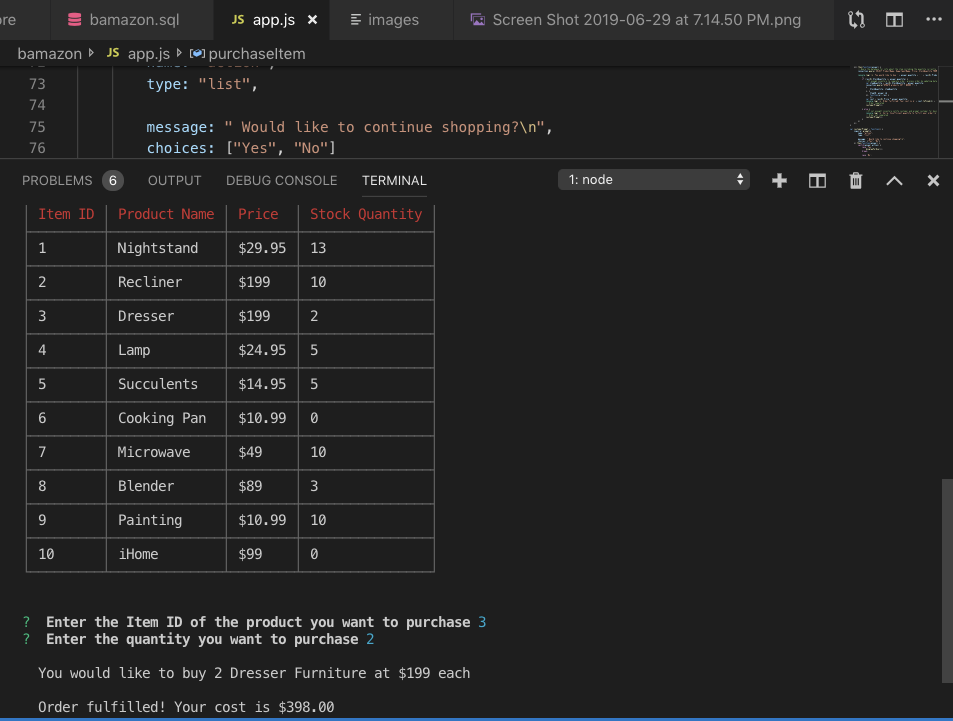 ore bamazon.sql JS app.js × images Screen Shot 2019-06-29 at 7.14.50 PM.png ...
bamazon JS app.js purchaseItem
73 type: "list",
74
75 message: " Would like to continue shopping?\n",
76 choices: ["Yes", "No"]
PROBLEMS 6 OUTPUT DEBUG CONSOLE TERMINAL 1: node
Item ID Product Name Price Stock Quantity
1 Nightstand $29.95 13
2 Recliner $199 10
3 Dresser $199 2
4 Lamp $24.95 5
5 Succulents $14.95 5
6 Cooking Pan $10.99 0
7 Microwave $49 10
8 Blender $89 3
9 Painting $10.99 10
10 iHome $99 0
? Enter the Item ID of the product you want to purchase 3
? Enter the quantity you want to purchase 2
You would like to buy 2 Dresser Furniture at $199 each
Order fulfilled! Your cost is $398.00